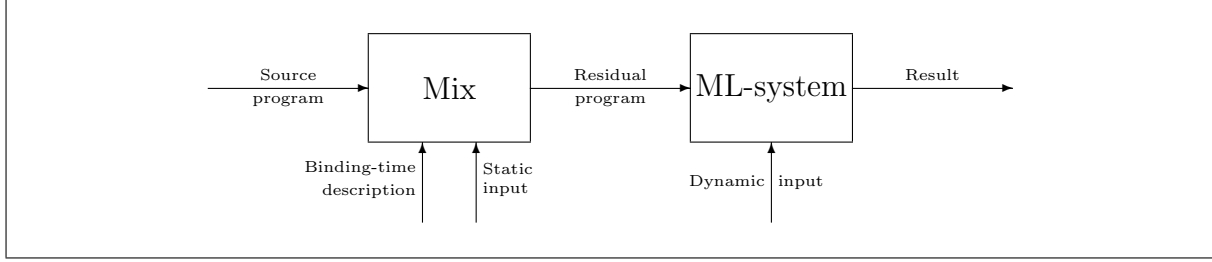 Source
program
Mix
Residual
program
ML-system
Result
Binding-time
description
Static
input
Dynamic input